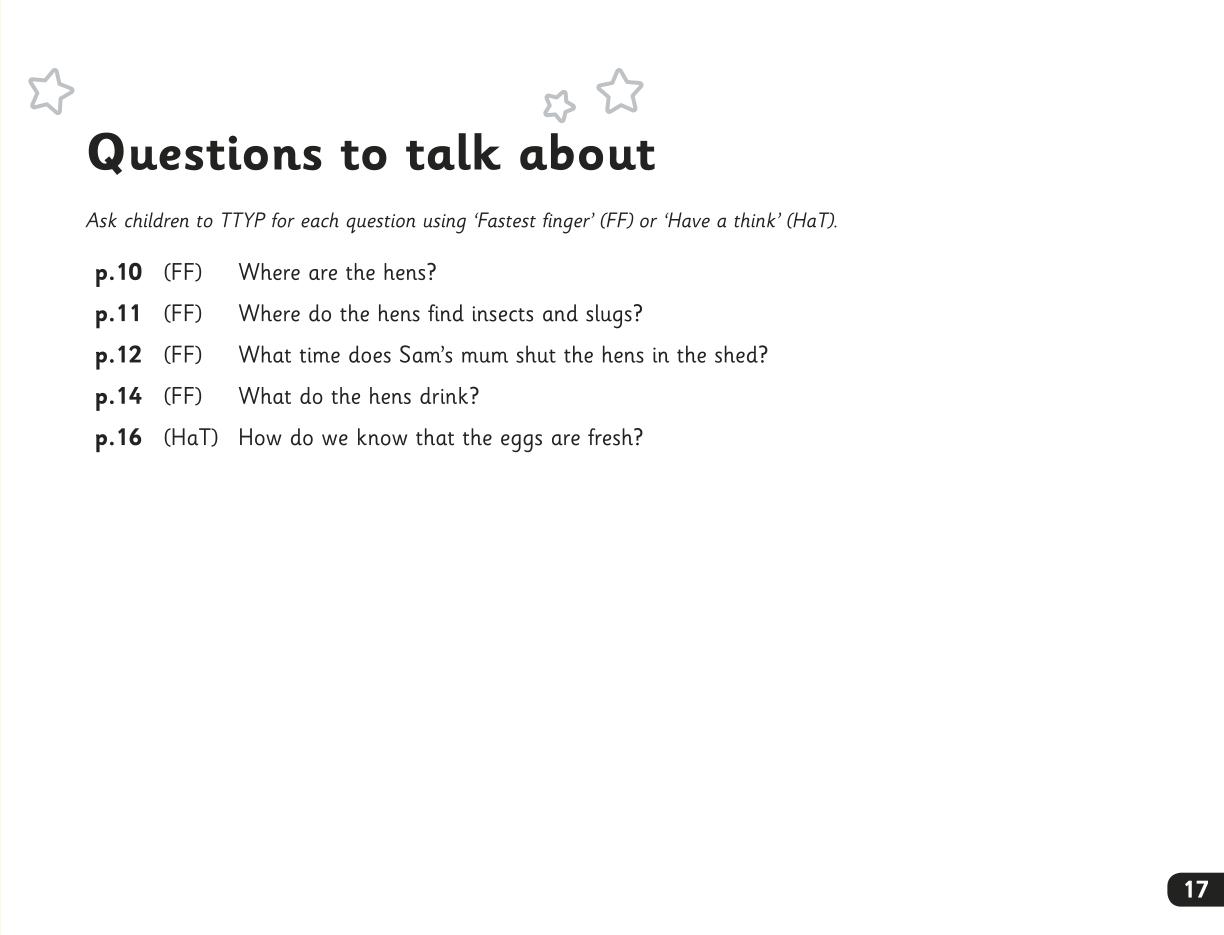 Questions to talk about
Ask children to TTYP for each question using ‘Fastest finger’ (FF) or ‘Have a think’ (HaT).
p.10 (FF) Where are the hens?
p.11 (FF) Where do the hens find insects and slugs?
p.12 (FF) What time does Sam’s mum shut the hens in the shed?
p.14 (FF) What do the hens drink?
p.16 (HaT) How do we know that the eggs are fresh?
17